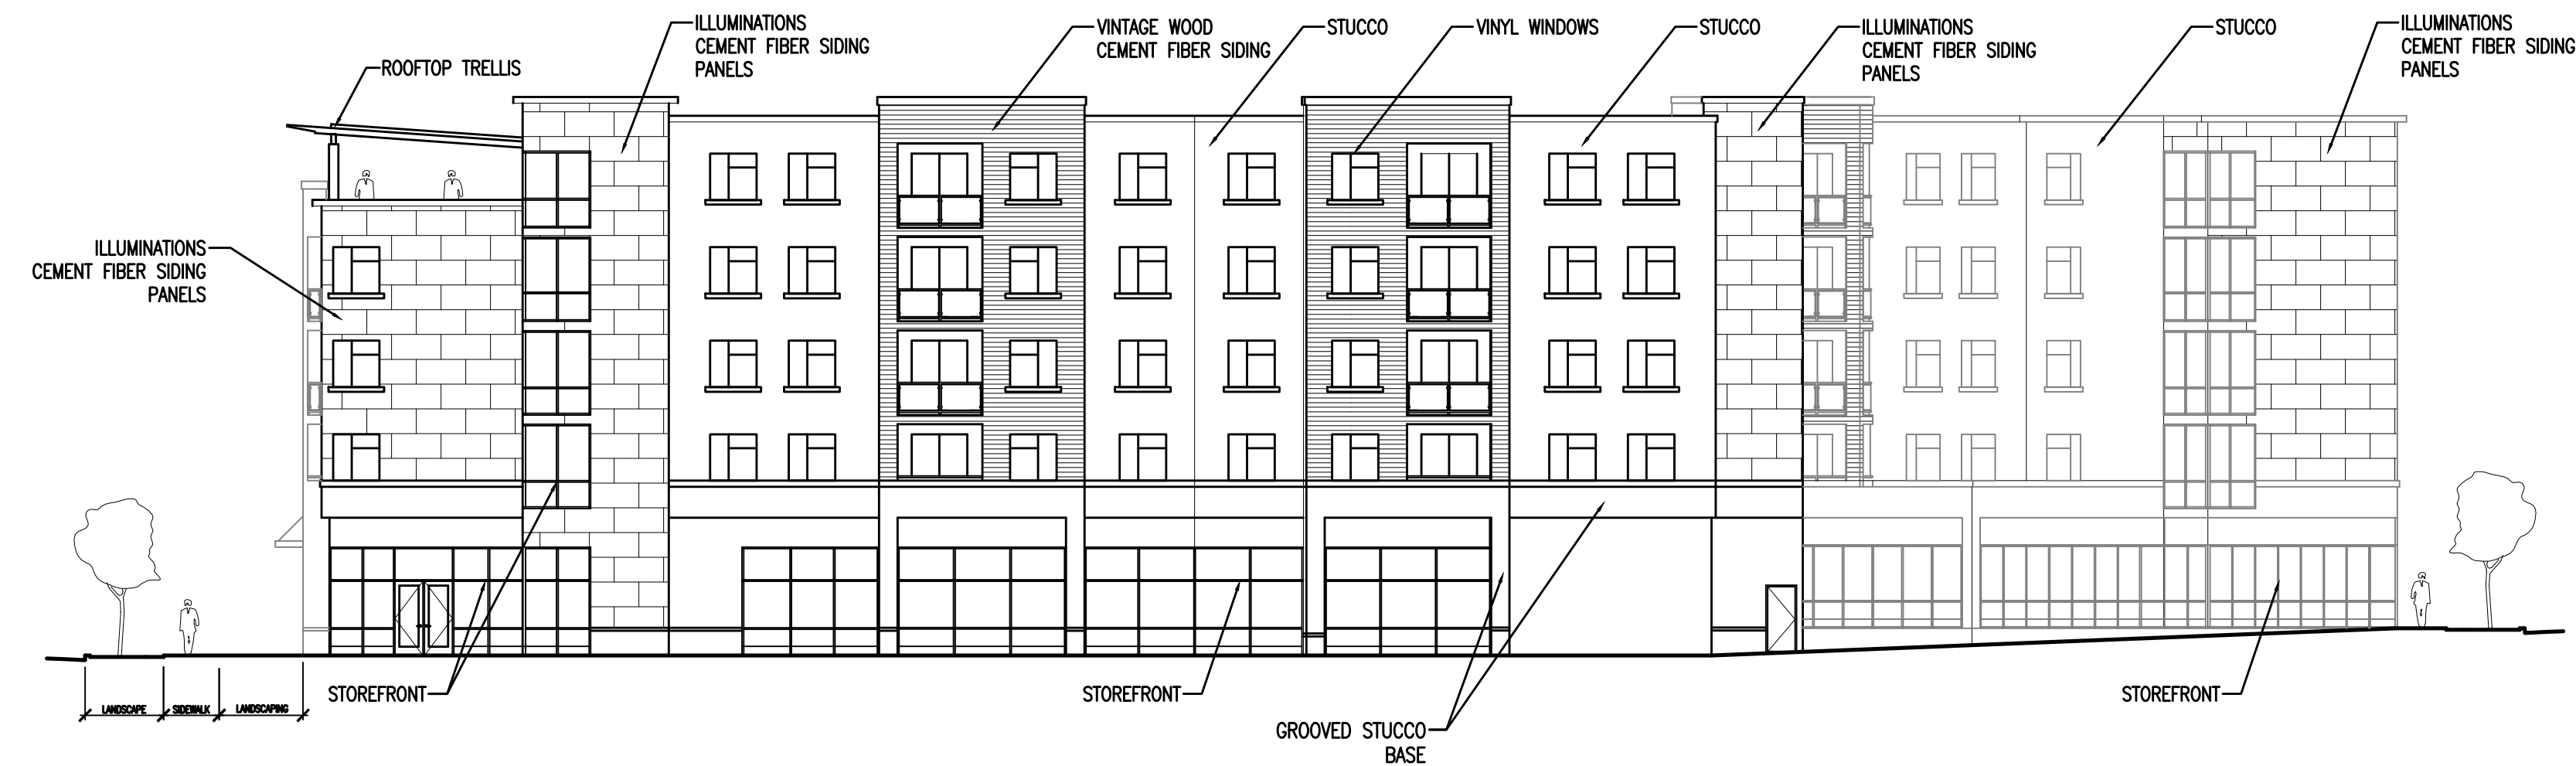 ILLUMINATIONS
CEMENT FIBER SIDING
PANELS
VINTAGE WOOD
CEMENT FIBER SIDING
STUCCO
VINYL WINDOWS
STUCCO
ILLUMINATIONS
CEMENT FIBER SIDING
PANELS
STUCCO
ILLUMINATIONS
CEMENT FIBER SIDING
PANELS
ROOFTOP TRELLIS
ILLUMINATIONS
CEMENT FIBER SIDING
PANELS
STOREFRONT
STOREFRONT
STOREFRONT
LANDSCAPE
SIDEWALK
LANDSCAPING
GROOVED STUCCO
BASE